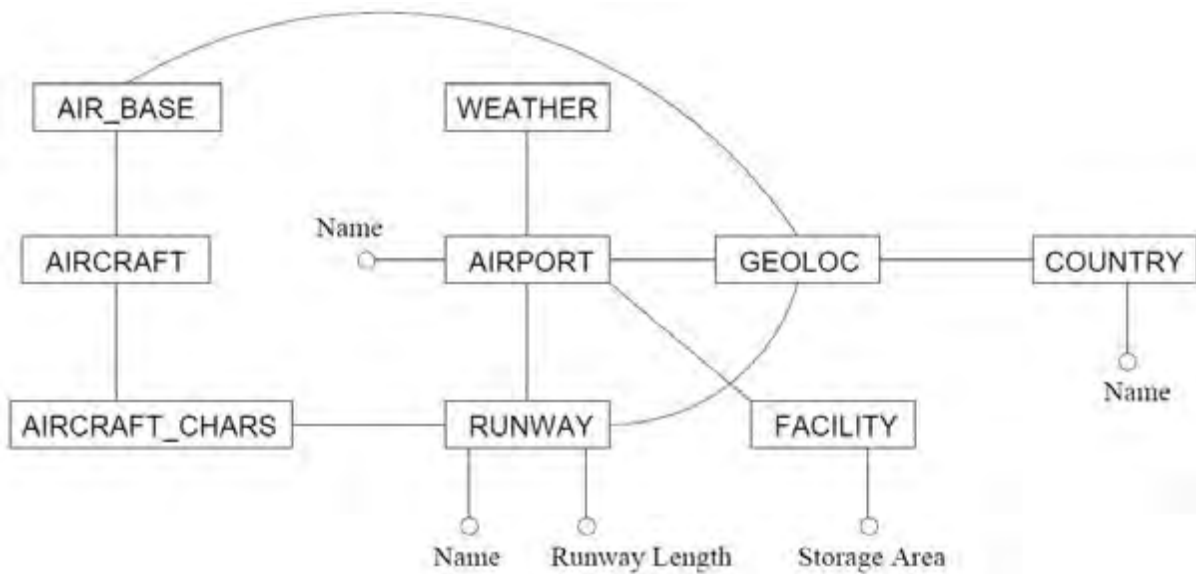 AIR_BASE
WEATHER
Name
AIRCRAFT
AIRPORT
GEOLOC
COUNTRY
Name
AIRCRAFT_CHARS
RUNWAY
FACILITY
Name
Runway Length
Storage Area